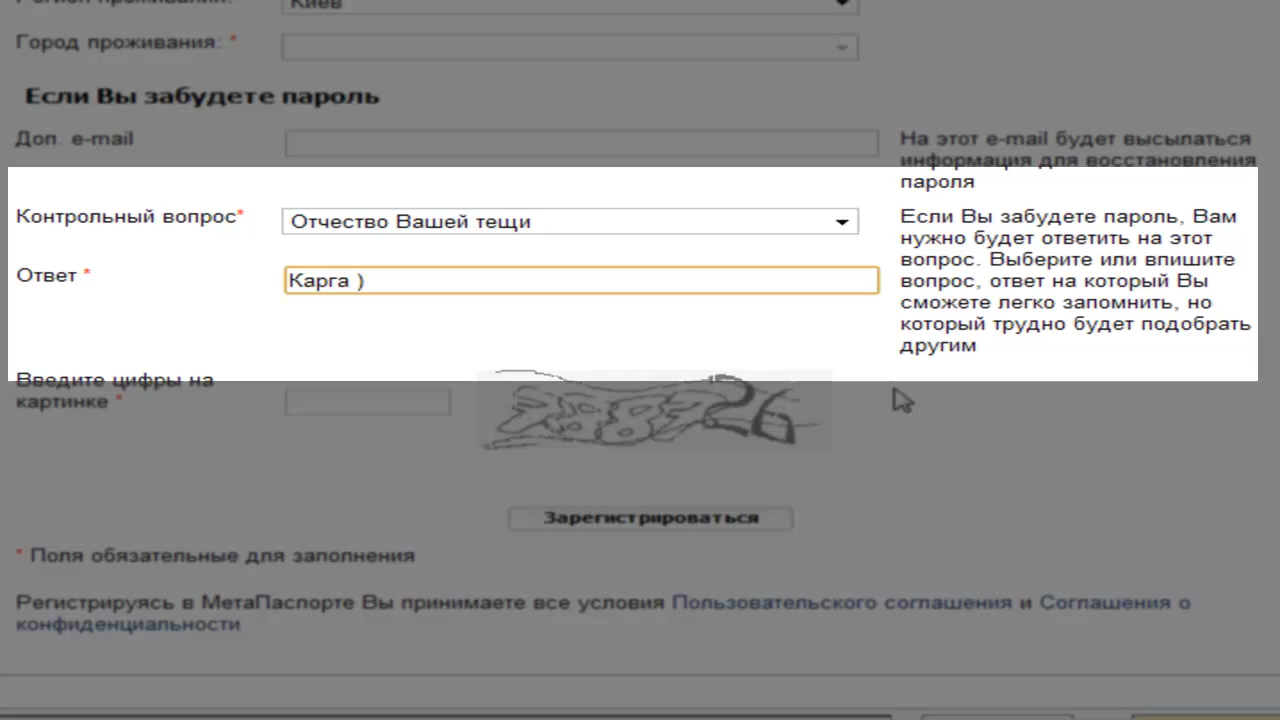 Регион проживания:
Киев
Город проживания: *
Если Вы забудете пароль
Доп. e-mail
На этот e-mail будет высылаться
информация для восстановления
пароля
Контрольный вопрос*
Отчество Вашей тещи
Если Вы забудете пароль, Вам
нужно будет ответить на этот
вопрос. Выберите или впишите
вопрос, ответ на который Вы
сможете легко запомнить, но
который трудно будет подобрать
другим
Ответ *
Карга )
Введите цифры на
картинке *
Зарегистрироваться
* Поля обязательные для заполнения
Регистрируясь в МетаПаспорте Вы принимаете все условия Пользовательского соглашения и Соглашения о
конфиденциальности